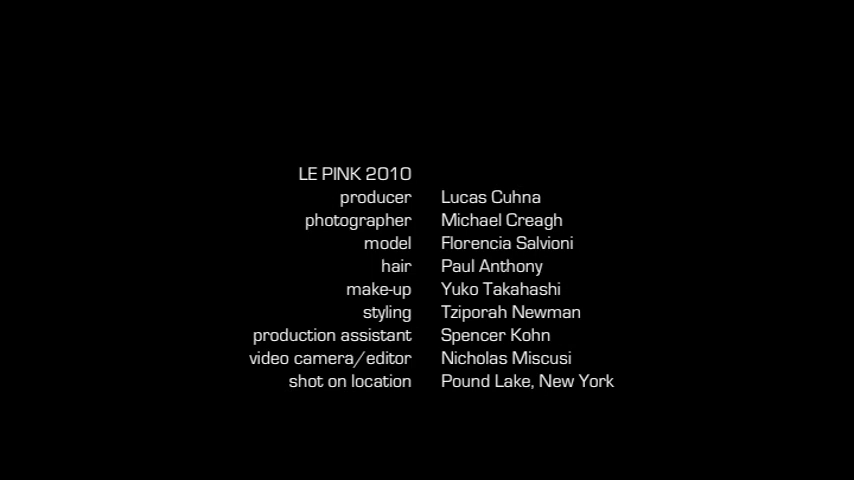 LE PINK 2010
producer Lucas Cuhna
photographer Michael Creagh
model Florencia Salvioni
hair Paul Anthony
make-up Yuko Takahashi
styling Tziporah Newman
production assistant Spencer Kohn
video camera/editor Nicholas Miscusi
shot on location Pound Lake, New York